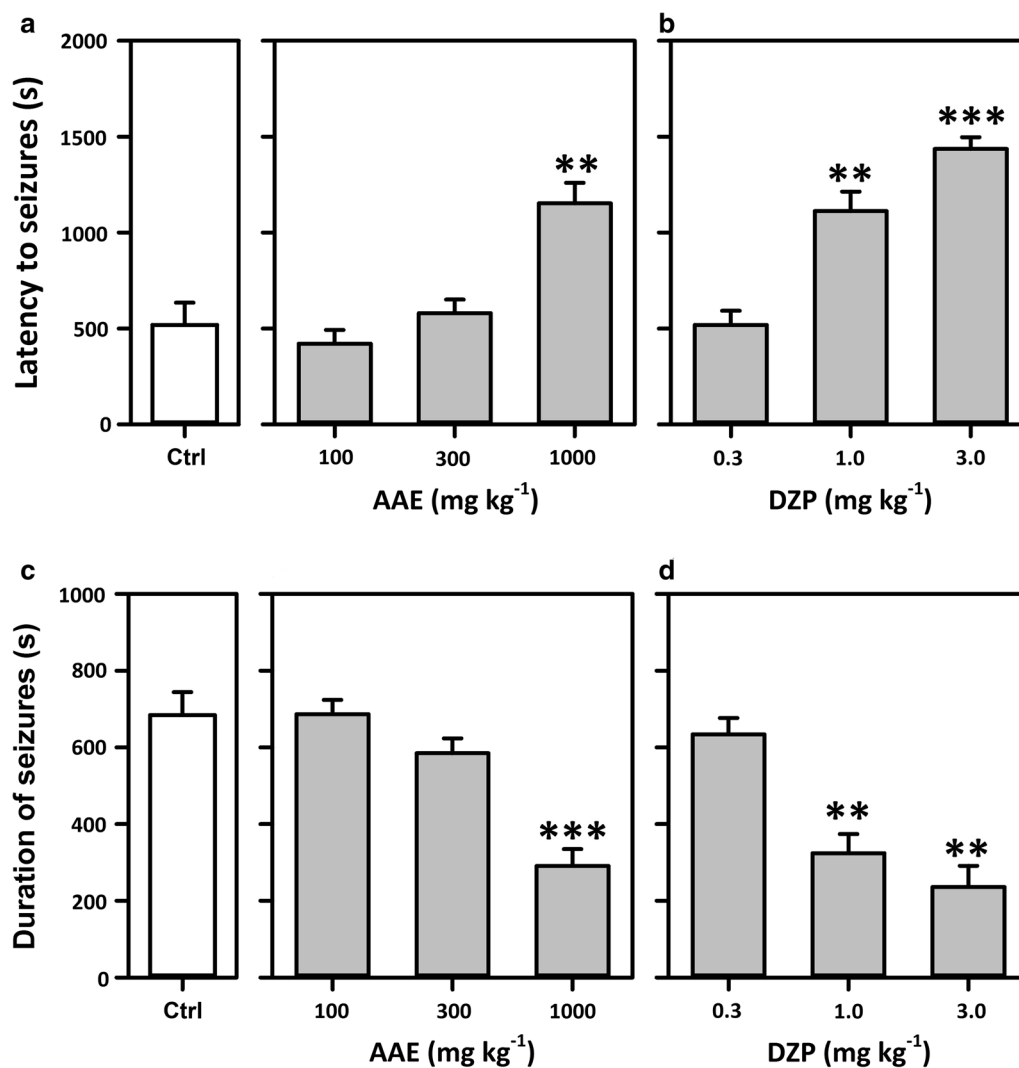 a
b
Latency to seizures (s)
2000
1500
1000
500
0
**
**
***
Ctrl
100 300 1000
0.3 1.0 3.0
AAE (mg kg⁻¹)
DZP (mg kg⁻¹)
c
d
Duration of seizures (s)
1000
800
600
400
200
0
***
**
**
Ctrl
100 300 1000
0.3 1.0 3.0
AAE (mg kg⁻¹)
DZP (mg kg⁻¹)